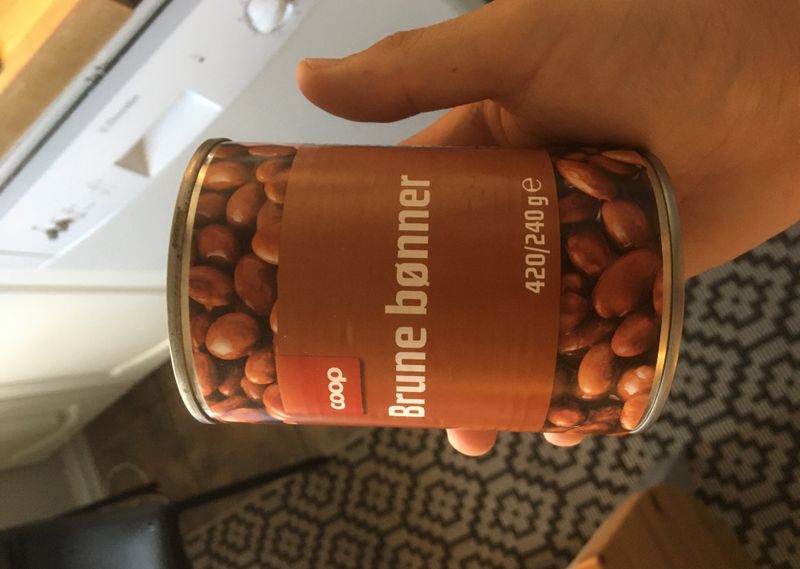 coop
Brune bønner
420/240 g e